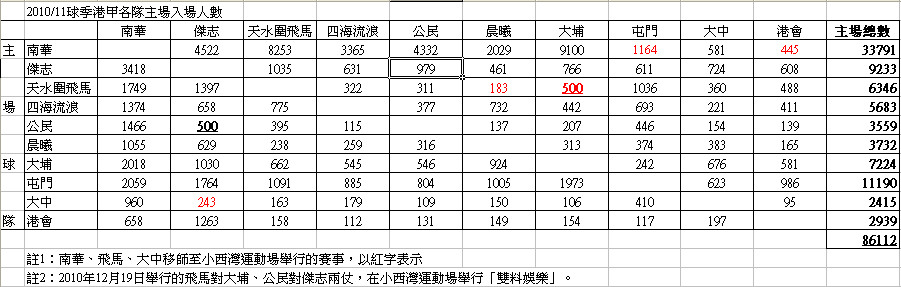 2010/11球季港甲各隊主場入場人數
南華 傑志 天水圍飛馬 四海流浪 公民 晨曦 大埔 屯門 大中 港會 主場總數
主 南華 4522 8253 3365 4332 2029 9100 1164 581 445 33791
傑志 3418 1035 631 979 461 766 611 724 608 9233
天水圍飛馬 1749 1397 322 311 183 500 1036 360 488 6346
場 四海流浪 1374 658 775 377 732 442 693 221 411 5683
公民 1466 500 395 115 137 207 446 154 139 3559
晨曦 1055 629 238 259 316 313 374 383 165 3732
球 大埔 2018 1030 662 545 546 924 242 676 581 7224
屯門 2059 1764 1091 885 804 1005 1973 623 986 11190
大中 960 243 163 179 109 150 106 410 95 2415
隊 港會 658 1263 158 112 131 149 154 117 197 2939
86112
註1：南華、飛馬、大中移師至小西灣運動場舉行的賽事，以紅字表示
註2：2010年12月19日舉行的飛馬對大埔、公民對傑志兩仗，在小西灣運動場舉行「雙料娛樂」。